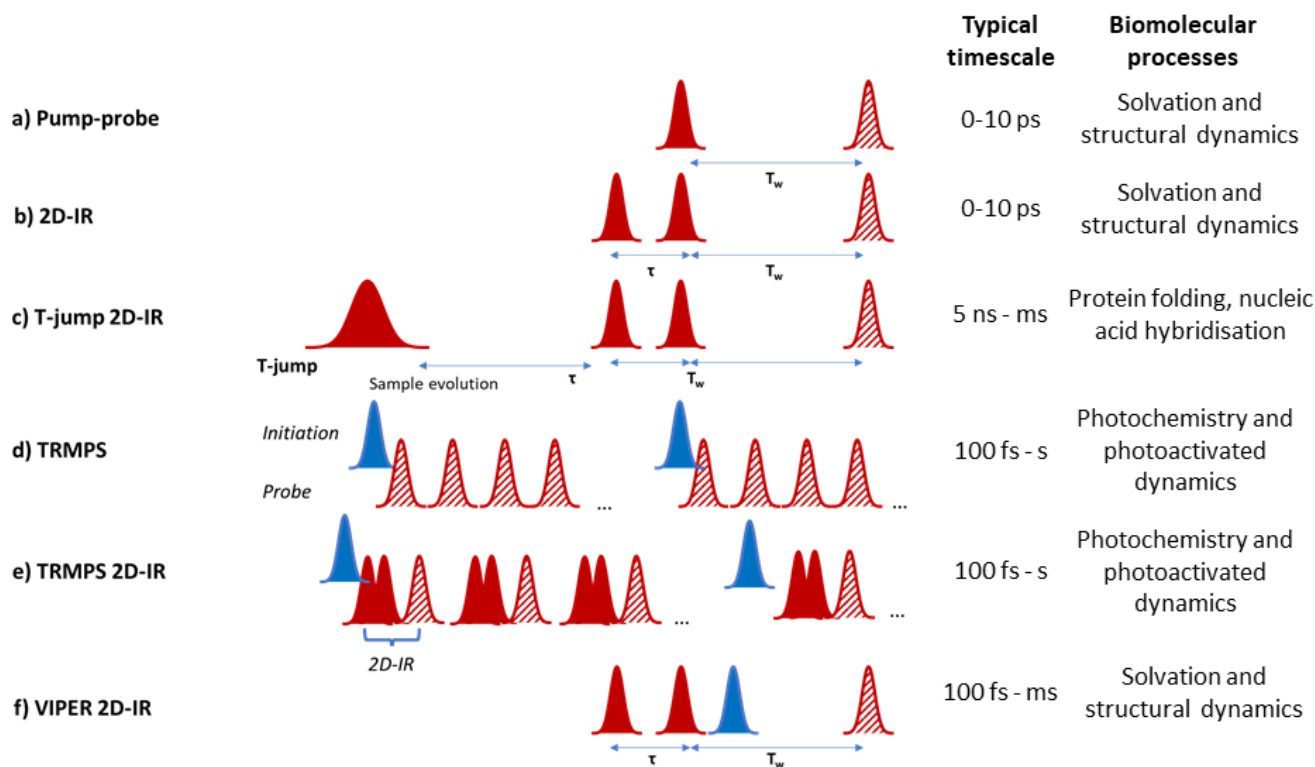 Typical
timescale
Biomolecular
processes
a) Pump-probe
0-10 ps
Solvation and
structural dynamics
Tw
b) 2D-IR
0-10 ps
Solvation and
structural dynamics
τ
Tw
c) T-jump 2D-IR
5 ns - ms
Protein folding, nucleic
acid hybridisation
T-jump
Sample evolution
τ
Tw
d) TRMPS
Initiation
Probe
...
...
100 fs - s
Photochemistry and
photoactivated
dynamics
e) TRMPS 2D-IR
...
...
2D-IR
100 fs - s
Photochemistry and
photoactivated
dynamics
f) VIPER 2D-IR
100 fs - ms
Solvation and
structural dynamics
τ
Tw